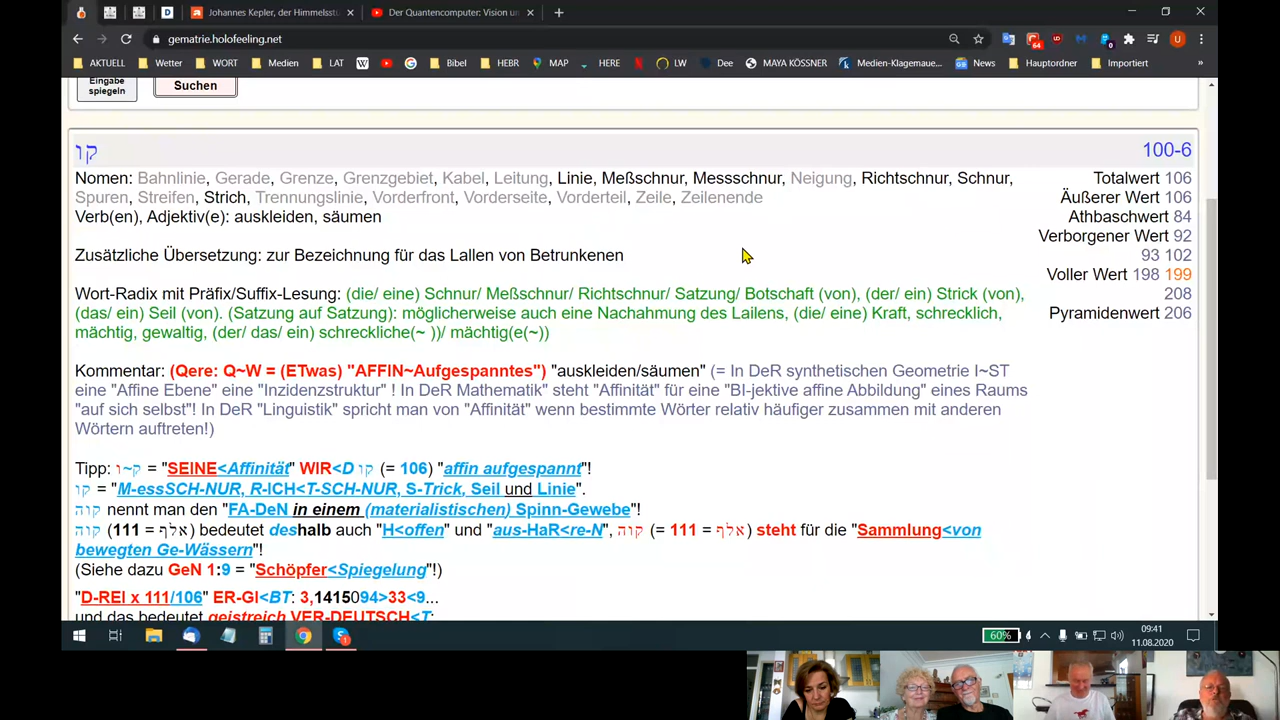 Johannes Kepler, der Himmelsstü
Der Quantencomputer: Vision un
gematrie.holofeeling.net
AKTUELL Wetter WORT Medien LAT Bibel HEBR MAP HERE LW Dee MAYA KÖSSNER Medien-Klagemaue... News Hauptordner Importiert »
Eingabe
spiegeln
Suchen
קו 100-6
Nomen: Bahnlinie, Gerade, Grenze, Grenzgebiet, Kabel, Leitung, Linie, Meßschnur, Messschnur, Neigung, Richtschnur, Schnur,
Spuren, Streifen, Strich, Trennungslinie, Vorderfront, Vorderseite, Vorderteil, Zeile, Zeilenende
Verb(en), Adjektiv(e): auskleiden, säumen
Totalwert 106
Äußerer Wert 106
Athbaschwert 84
Verborgener Wert 92
93 102
Voller Wert 198 199
208
Pyramidenwert 206
Zusätzliche Übersetzung: zur Bezeichnung für das Lallen von Betrunkenen
Wort-Radix mit Präfix/Suffix-Lesung: (die/ eine) Schnur/ Meßschnur/ Richtschnur/ Satzung/ Botschaft (von), (der/ ein) Strick (von),
(das/ ein) Seil (von). (Satzung auf Satzung): möglicherweise auch eine Nachahmung des Lailens, (die/ eine) Kraft, schrecklich,
mächtig, gewaltig, (der/ das/ ein) schreckliche(~ ))/ mächtig(e(~))
Kommentar: (Qere: Q~W = (ETwas) "AFFIN~Aufgespanntes") "auskleiden/säumen" (= In DeR synthetischen Geometrie I~ST
eine "Affine Ebene" eine "Inzidenzstruktur" ! In DeR Mathematik" steht "Affinität" für eine "BI-jektive affine Abbildung" eines Raums
"auf sich selbst"! In DeR "Linguistik" spricht man von "Affinität" wenn bestimmte Wörter relativ häufiger zusammen mit anderen
Wörtern auftreten!)
Tipp: ק~ו = "SEINE<Affinität" WIR<D קו (= 106) "affin aufgespannt"!
קו = "M-essSCH-NUR, R-ICH<T-SCH-NUR, S-Trick, Seil und Linie".
קוה nennt man den "FA-DeN in einem (materialistischen) Spinn-Gewebe"!
קוה (111 = אלף) bedeutet deshalb auch "H<offen" und "aus-HaR<re-N", קוה (= 111 = אלף) steht für die "Sammlung<von
bewegten Ge-Wässern"!
(Siehe dazu GeN 1:9 = "Schöpfer<Spiegelung"!)
"D-REI x 111/106" ER-GI<BT: 3,1415094>33<9...
und das bedeutet geistreich VER-DEUTSCH<T:
60%
09:41
11.08.2020